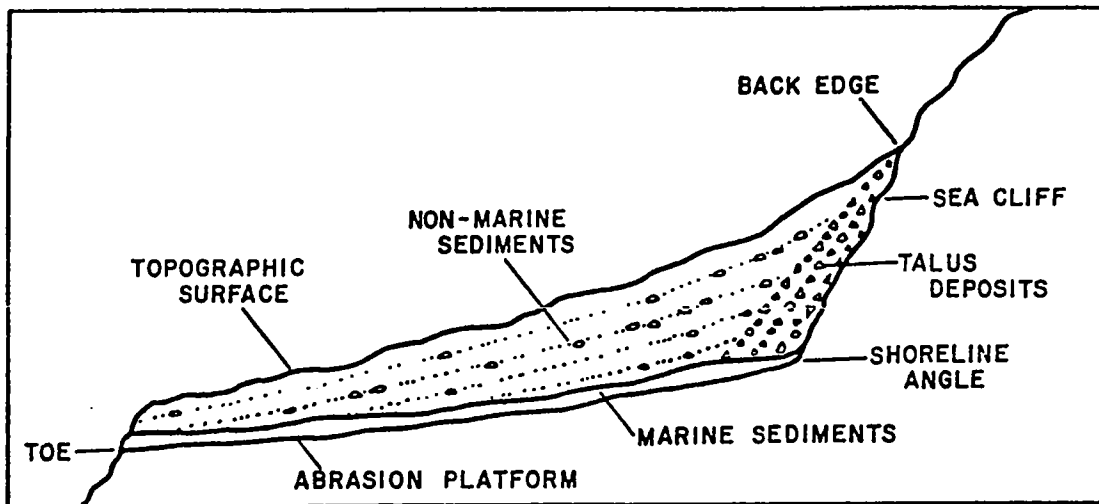 BACK EDGE
SEA CLIFF
NON-MARINE
SEDIMENTS
TALUS
DEPOSITS
TOPOGRAPHIC
SURFACE
SHORELINE
ANGLE
MARINE SEDIMENTS
TOE
ABRASION PLATFORM